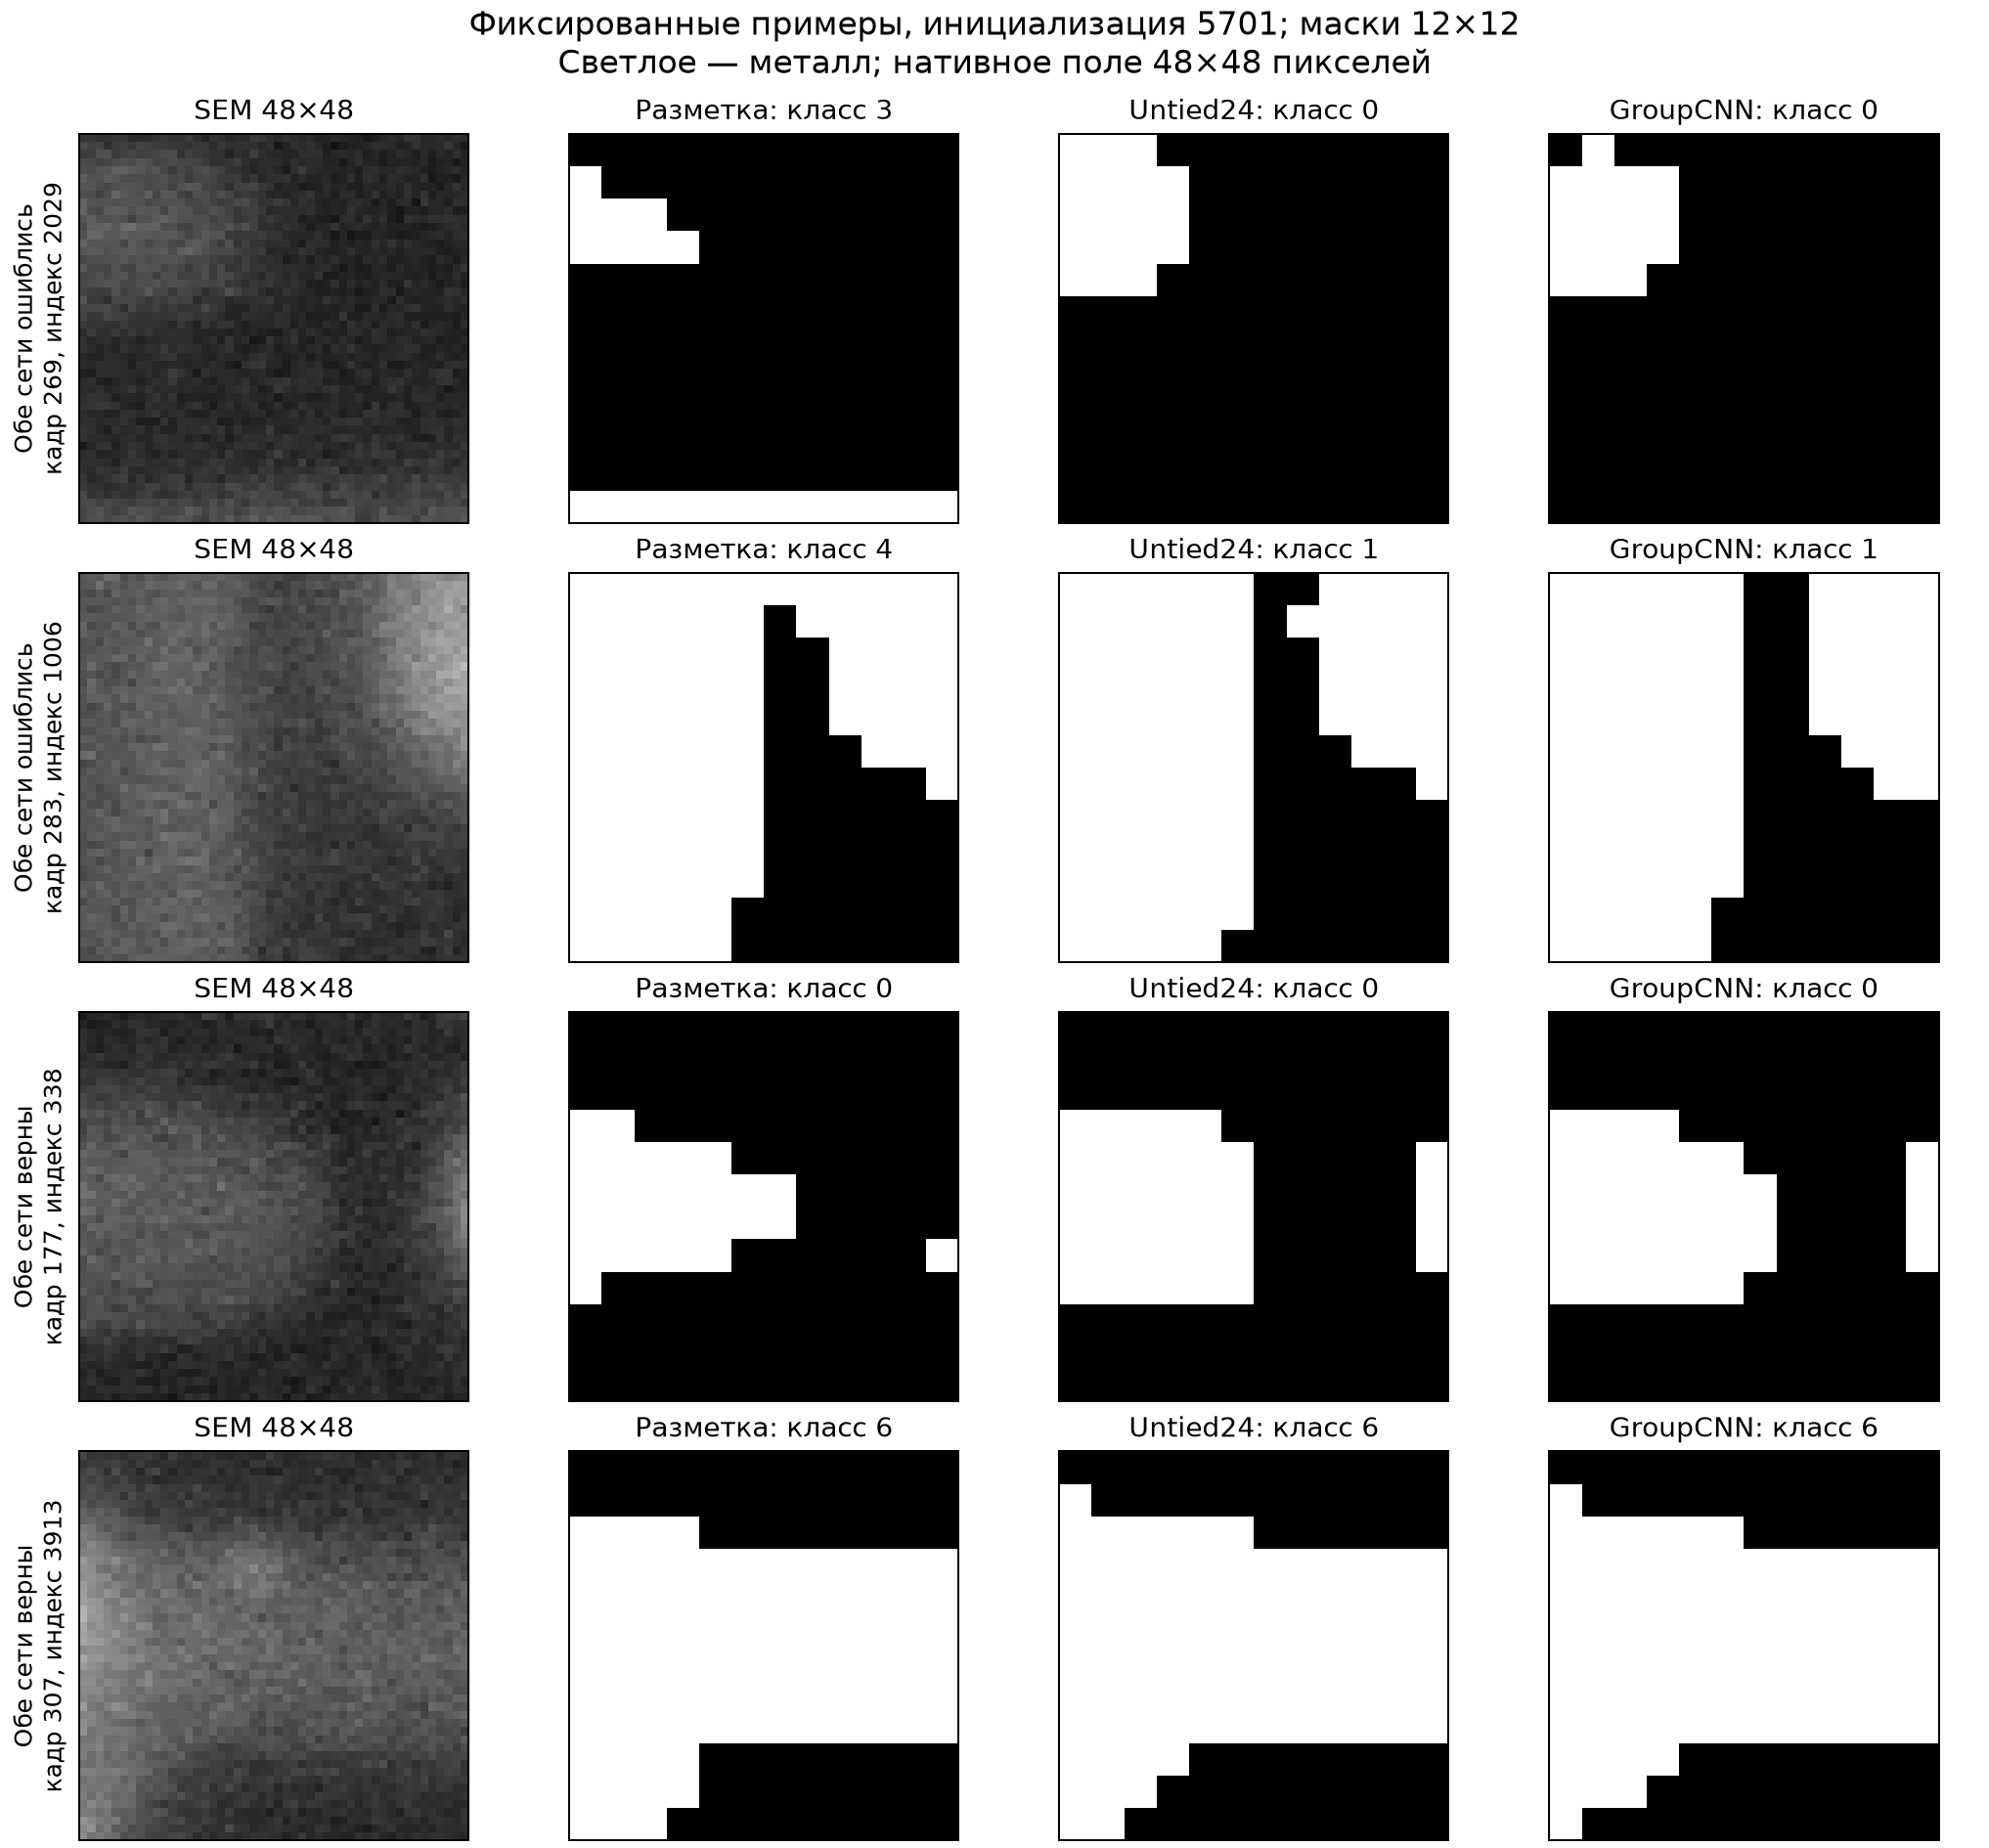 Фиксированные примеры, инициализация 5701; маски 12×12
Светлое — металл; нативное поле 48×48 пикселей
SEM 48×48
Разметка: класс 3
Untied24: класс 0
GroupCNN: класс 0
Обе сети ошиблись
кадр 269, индекс 2029
SEM 48×48
Разметка: класс 4
Untied24: класс 1
GroupCNN: класс 1
Обе сети ошиблись
кадр 283, индекс 1006
SEM 48×48
Разметка: класс 0
Untied24: класс 0
GroupCNN: класс 0
Обе сети верны
кадр 177, индекс 338
SEM 48×48
Разметка: класс 6
Untied24: класс 6
GroupCNN: класс 6
Обе сети верны
кадр 307, индекс 3913